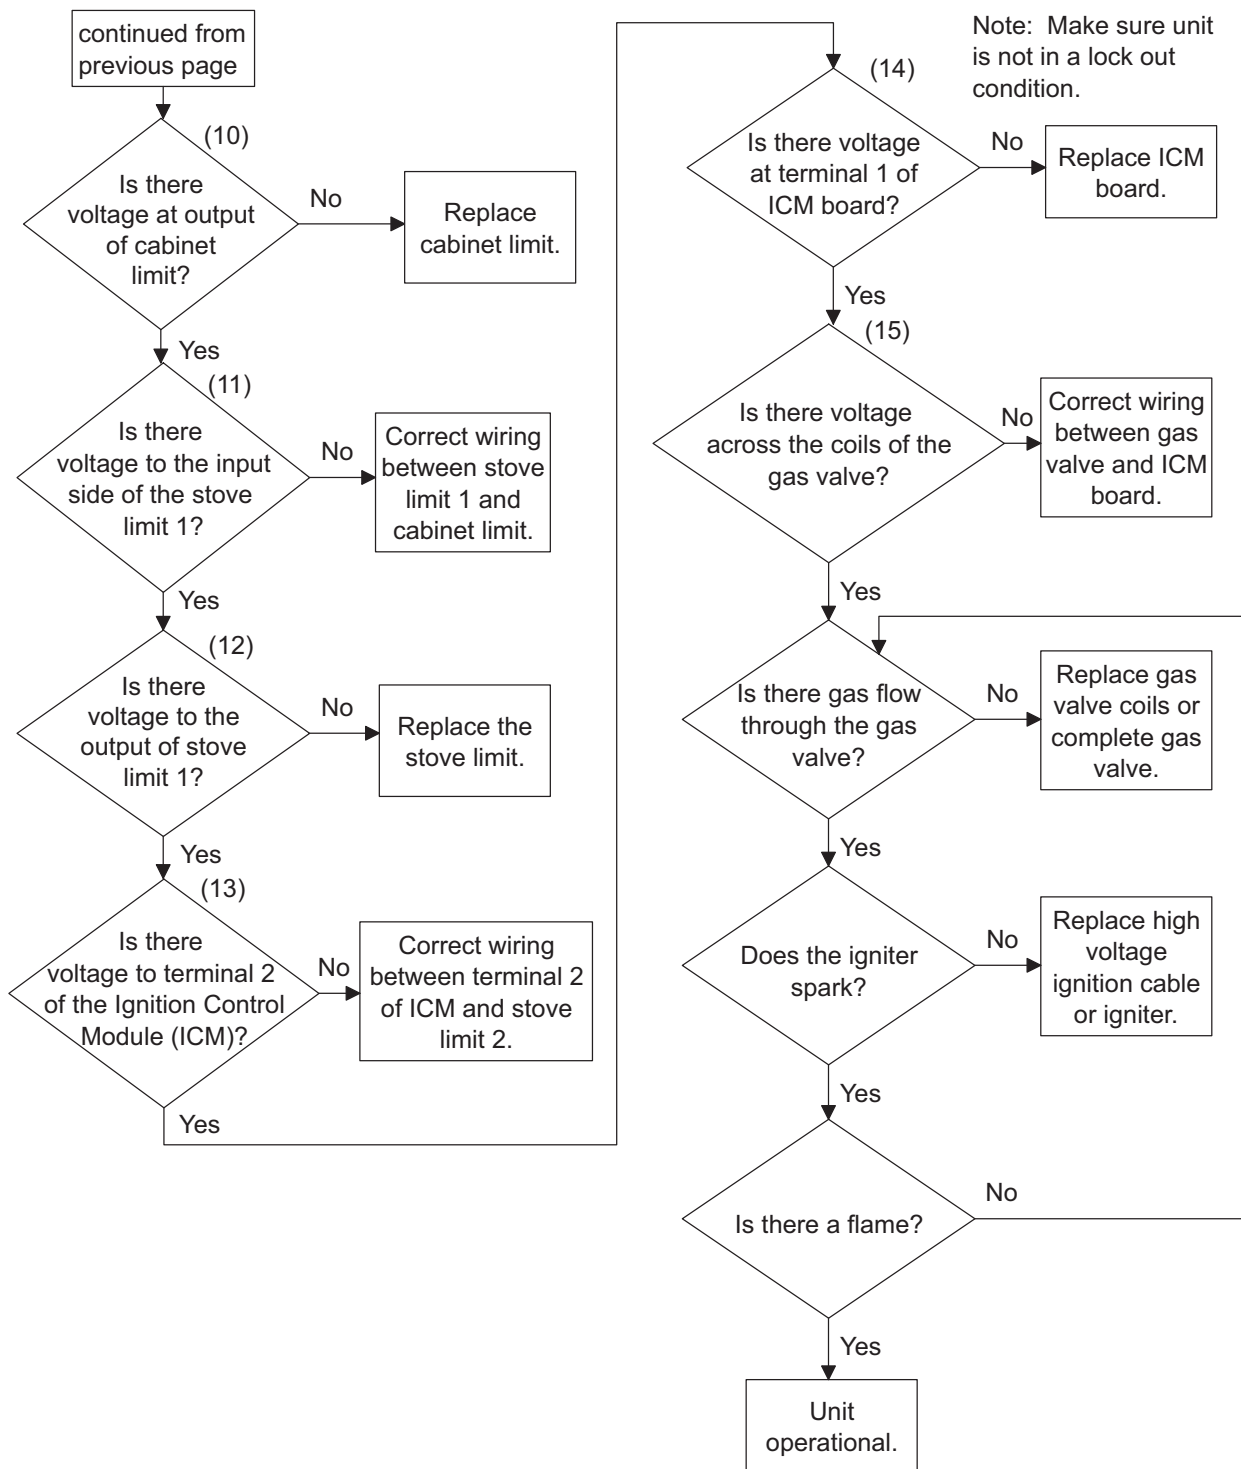 continued from
previous page
(10)
Is there
voltage at output
of cabinet
limit?
No
Replace
cabinet limit.
Yes
(11)
Is there
voltage to the input
side of the stove
limit 1?
No
Correct wiring
between stove
limit 1 and
cabinet limit.
Yes
(12)
Is there
voltage to the
output of stove
limit 1?
No
Replace the
stove limit.
Yes
(13)
Is there
voltage to terminal 2
of the Ignition Control
Module (ICM)?
No
Correct wiring
between terminal 2
of ICM and stove
limit 2.
Yes
Note: Make sure unit
is not in a lock out
condition.
(14)
Is there voltage
at terminal 1 of
ICM board?
No
Replace ICM
board.
Yes
(15)
Is there voltage
across the coils of the
gas valve?
No
Correct wiring
between gas
valve and ICM
board.
Yes
Is there gas flow
through the gas
valve?
No
Replace gas
valve coils or
complete gas
valve.
Yes
Does the igniter
spark?
No
Replace high
voltage
ignition cable
or igniter.
Yes
Is there a flame?
No
Yes
Unit
operational.